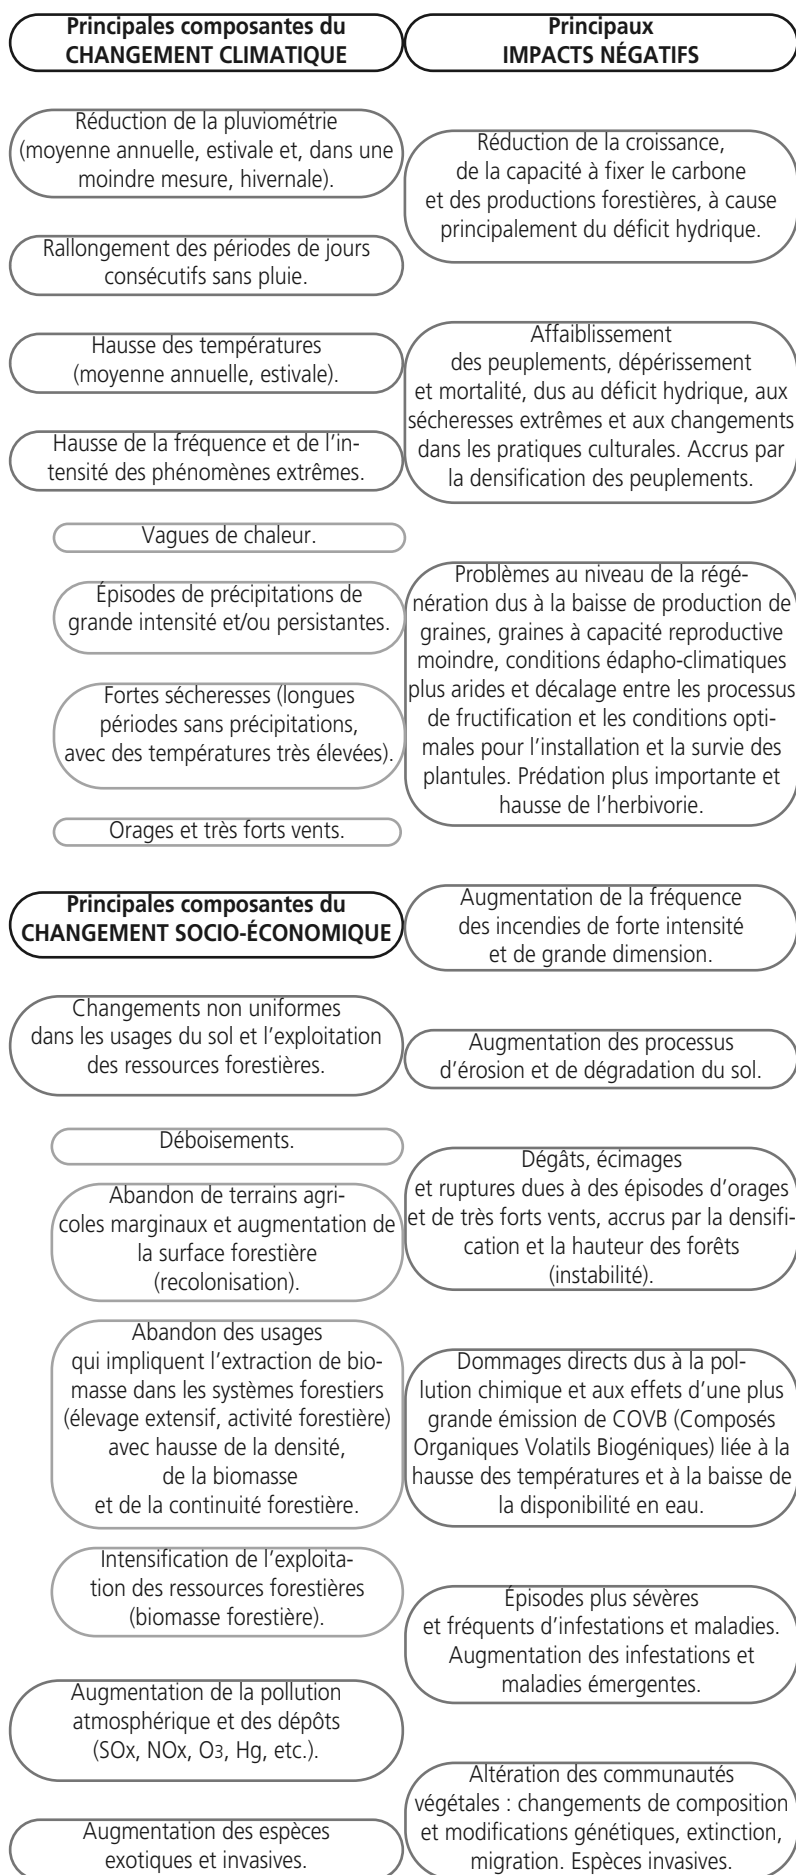 Principales composantes du
CHANGEMENT CLIMATIQUE
Réduction de la pluviométrie
(moyenne annuelle, estivale et, dans une
moindre mesure, hivernale).
Rallongement des périodes de jours
consécutifs sans pluie.
Hausse des températures
(moyenne annuelle, estivale).
Hausse de la fréquence et de l'in-
tensité des phénomènes extrêmes.
Vagues de chaleur.
Épisodes de précipitations de
grande intensité et/ou persistantes.
Fortes sécheresses (longues
périodes sans précipitations,
avec des températures très élevées).
Orages et très forts vents.
Principales composantes du
CHANGEMENT SOCIO-ÉCONOMIQUE
Changements non uniformes
dans les usages du sol et l'exploitation
des ressources forestières.
Déboisements.
Abandon de terrains agri-
coles marginaux et augmentation de
la surface forestière
(recolonisation).
Abandon des usages
qui impliquent l'extraction de bio-
masse dans les systèmes forestiers
(élevage extensif, activité forestière)
avec hausse de la densité,
de la biomasse
et de la continuité forestière.
Intensification de l'exploita-
tion des ressources forestières
(biomasse forestière).
Augmentation de la pollution
atmosphérique et des dépôts
(SOx, NOx, O3, Hg, etc.).
Augmentation des espèces
exotiques et invasives.
Principaux
IMPACTS NÉGATIFS
Réduction de la croissance,
de la capacité à fixer le carbone
et des productions forestières, à cause
principalement du déficit hydrique.
Affaiblissement
des peuplements, dépérissement
et mortalité, dus au déficit hydrique, aux
sécheresses extrêmes et aux changements
dans les pratiques culturales. Accrus par
la densification des peuplements.
Problèmes au niveau de la régé-
nération dus à la baisse de production de
graines, graines à capacité reproductive
moindre, conditions édapho-climatiques
plus arides et décalage entre les processus
de fructification et les conditions opti-
males pour l'installation et la survie des
plantules. Prédation plus importante et
hausse de l'herbivorie.
Augmentation de la fréquence
des incendies de forte intensité
et de grande dimension.
Augmentation des processus
d'érosion et de dégradation du sol.
Dégâts, écimages
et ruptures dues à des épisodes d'orages
et de très forts vents, accrus par la densifi-
cation et la hauteur des forêts
(instabilité).
Dommages directs dus à la pol-
lution chimique et aux effets d'une plus
grande émission de COVB (Composés
Organiques Volatils Biogéniques) liée à la
hausse des températures et à la baisse de
la disponibilité en eau.
Épisodes plus sévères
et fréquents d'infestations et maladies.
Augmentation des infestations et
maladies émergentes.
Altération des communautés
végétales : changements de composition
et modifications génétiques, extinction,
migration. Espèces invasives.